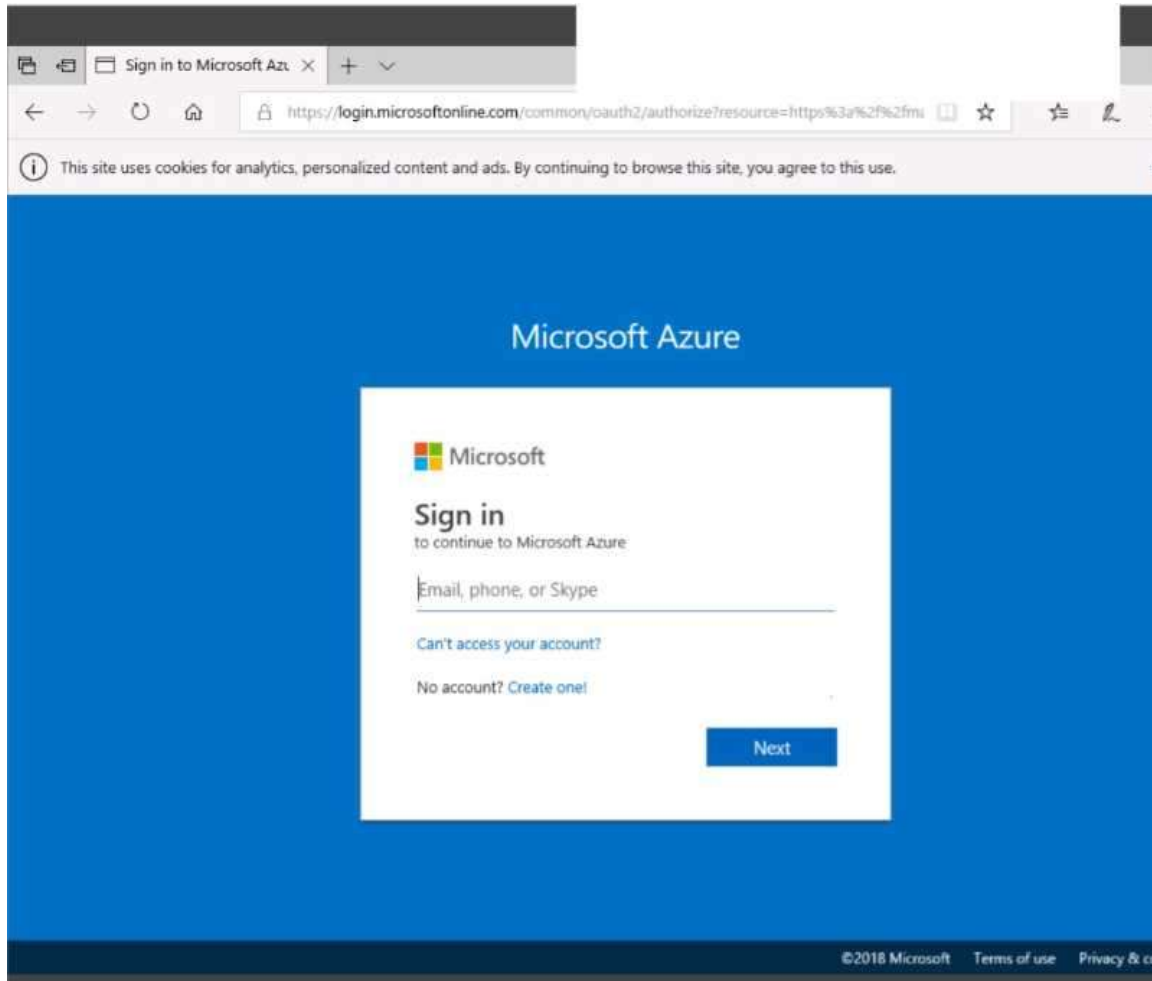 Sign in to Microsoft Az
https://login.microsoftonline.com/common/oauth2/authorize?resource=https%3a%2f%2fm
This site uses cookies for analytics, personalized content and ads. By continuing to browse this site, you agree to this use.
Microsoft Azure
Microsoft
Sign in
to continue to Microsoft Azure
Email, phone, or Skype
Can't access your account?
No account? Create one!
Next
©2018 Microsoft Terms of use Privacy & c